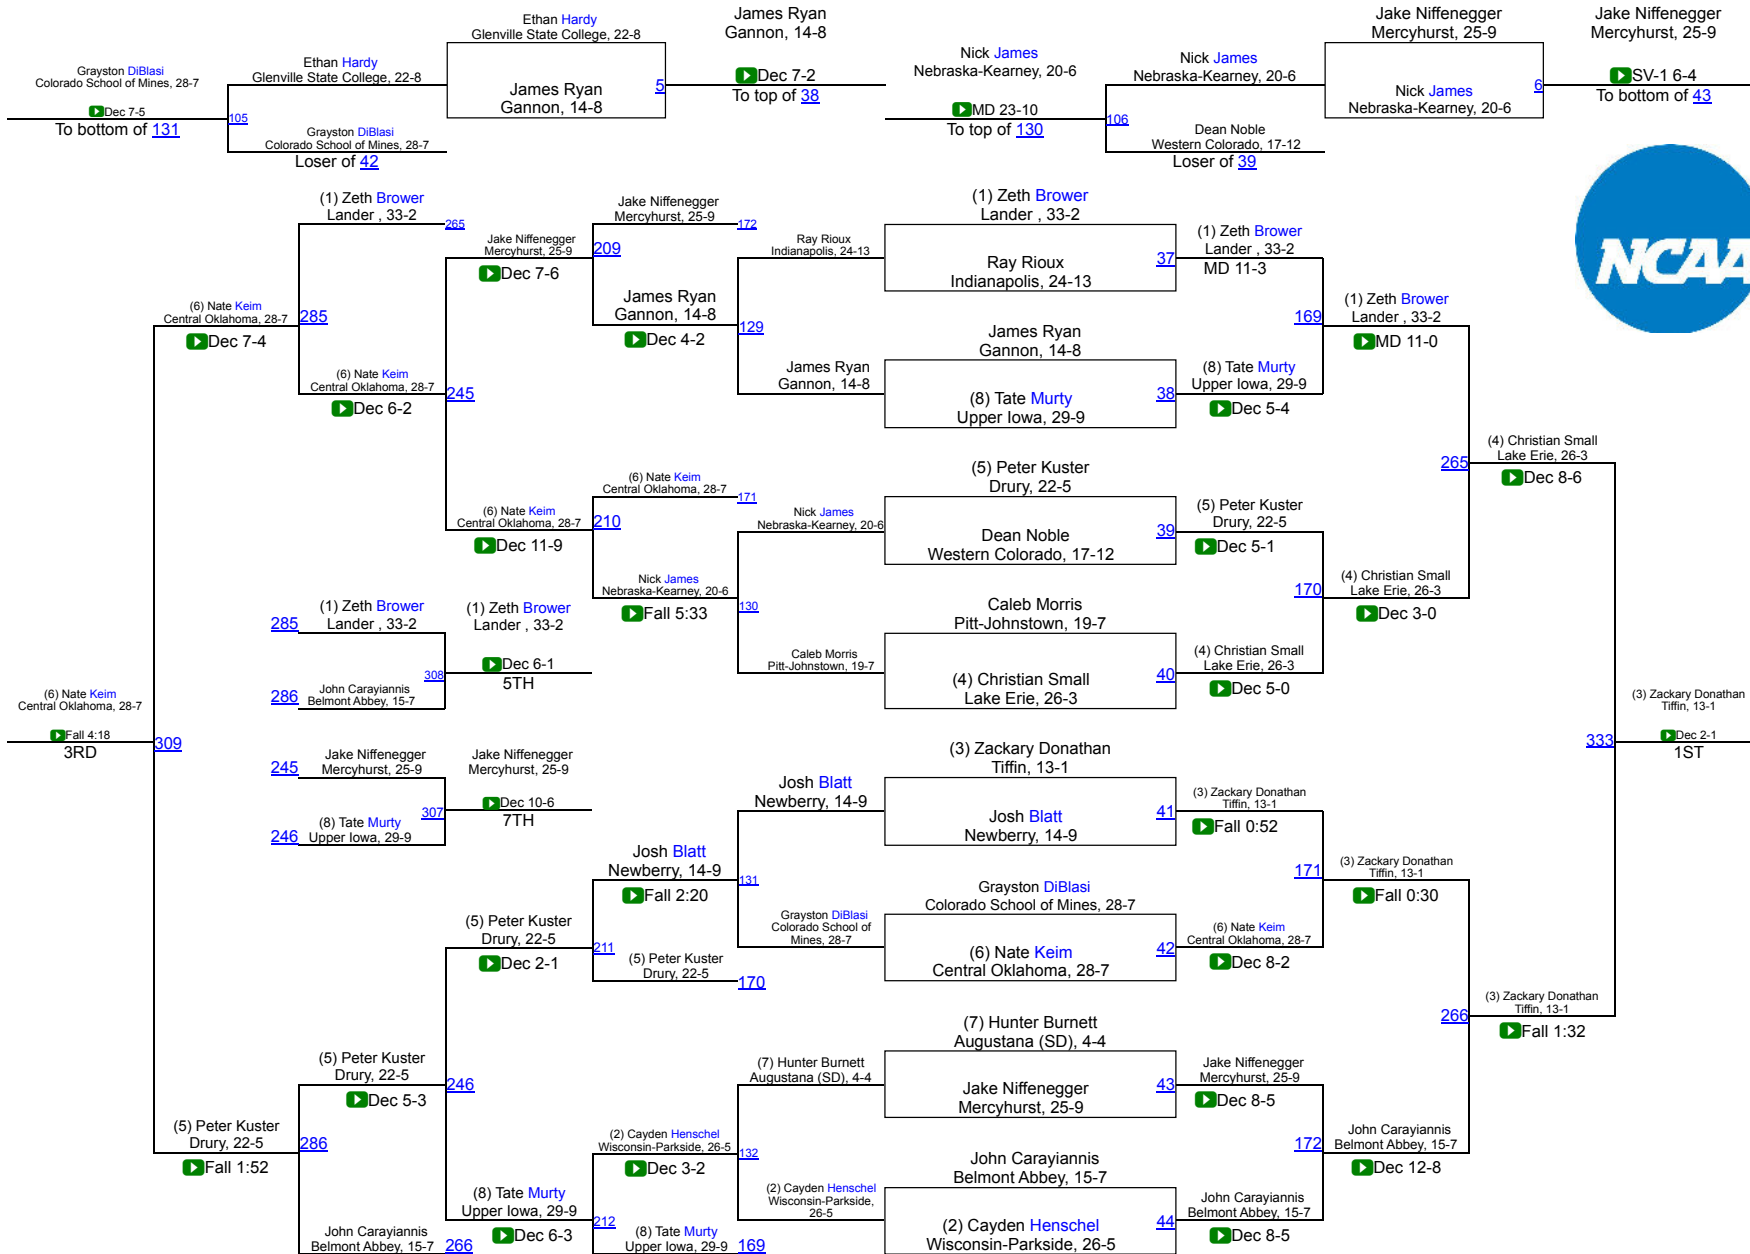 Ethan Hardy
Glenville State College, 22-8
James Ryan
Gannon, 14-8
Jake Niffenegger
Mercyhurst, 25-9
Jake Niffenegger
Mercyhurst, 25-9
Grayston DiBlasi
Colorado School of Mines, 28-7
Dec 7-5
To bottom of 131
Ethan Hardy
Glenville State College, 22-8
105
Grayston DiBlasi
Colorado School of Mines, 28-7
Loser of 42
James Ryan
Gannon, 14-8
5
Dec 7-2
To top of 38
Nick James
Nebraska-Kearney, 20-6
MD 23-10
To top of 130
Nick James
Nebraska-Kearney, 20-6
106
Dean Noble
Western Colorado, 17-12
Loser of 39
Nick James
Nebraska-Kearney, 20-6
6
SV-1 6-4
To bottom of 43
NCAA
(1) Zeth Brower
Lander , 33-2
265
Jake Niffenegger
Mercyhurst, 25-9
172
(1) Zeth Brower
Lander , 33-2
Jake Niffenegger
Mercyhurst, 25-9
209
Dec 7-6
Ray Rioux
Indianapolis, 24-13
Ray Rioux
Indianapolis, 24-13
37
(1) Zeth Brower
Lander , 33-2
MD 11-3
(6) Nate Keim
Central Oklahoma, 28-7
285
Dec 7-4
James Ryan
Gannon, 14-8
129
Dec 4-2
James Ryan
Gannon, 14-8
169
(1) Zeth Brower
Lander , 33-2
MD 11-0
(6) Nate Keim
Central Oklahoma, 28-7
245
Dec 6-2
James Ryan
Gannon, 14-8
(8) Tate Murty
Upper Iowa, 29-9
38
(8) Tate Murty
Upper Iowa, 29-9
Dec 5-4
(6) Nate Keim
Central Oklahoma, 28-7
171
(5) Peter Kuster
Drury, 22-5
265
(4) Christian Small
Lake Erie, 26-3
Dec 8-6
(6) Nate Keim
Central Oklahoma, 28-7
210
Dec 11-9
Nick James
Nebraska-Kearney, 20-6
Dean Noble
Western Colorado, 17-12
39
(5) Peter Kuster
Drury, 22-5
Dec 5-1
Nick James
Nebraska-Kearney, 20-6
130
Fall 5:33
Caleb Morris
Pitt-Johnstown, 19-7
170
(4) Christian Small
Lake Erie, 26-3
Dec 3-0
285
(1) Zeth Brower
Lander , 33-2
(1) Zeth Brower
Lander , 33-2
308
Dec 6-1
5TH
286
John Carayiannis
Belmont Abbey, 15-7
Caleb Morris
Pitt-Johnstown, 19-7
(4) Christian Small
Lake Erie, 26-3
40
(4) Christian Small
Lake Erie, 26-3
Dec 5-0
(6) Nate Keim
Central Oklahoma, 28-7
Fall 4:18
3RD
309
333
(3) Zackary Donathan
Tiffin, 13-1
Dec 2-1
1ST
245
Jake Niffenegger
Mercyhurst, 25-9
Jake Niffenegger
Mercyhurst, 25-9
307
Dec 10-6
7TH
246
(8) Tate Murty
Upper Iowa, 29-9
Josh Blatt
Newberry, 14-9
(3) Zackary Donathan
Tiffin, 13-1
Josh Blatt
Newberry, 14-9
41
(3) Zackary Donathan
Tiffin, 13-1
Fall 0:52
Josh Blatt
Newberry, 14-9
131
Fall 2:20
Grayston DiBlasi
Colorado School of Mines, 28-7
171
(3) Zackary Donathan
Tiffin, 13-1
Fall 0:30
(5) Peter Kuster
Drury, 22-5
211
Dec 2-1
Grayston DiBlasi
Colorado School of
Mines, 28-7
(6) Nate Keim
Central Oklahoma, 28-7
42
(6) Nate Keim
Central Oklahoma, 28-7
Dec 8-2
(5) Peter Kuster
Drury, 22-5
170
266
(3) Zackary Donathan
Tiffin, 13-1
Fall 1:32
(5) Peter Kuster
Drury, 22-5
246
Dec 5-3
(7) Hunter Burnett
Augustana (SD), 4-4
(7) Hunter Burnett
Augustana (SD), 4-4
Jake Niffenegger
Mercyhurst, 25-9
43
Jake Niffenegger
Mercyhurst, 25-9
Dec 8-5
(5) Peter Kuster
Drury, 22-5
286
Fall 1:52
(2) Cayden Henschel
Wisconsin-Parkside, 26-5
132
Dec 3-2
John Carayiannis
Belmont Abbey, 15-7
172
John Carayiannis
Belmont Abbey, 15-7
Dec 12-8
(8) Tate Murty
Upper Iowa, 29-9
212
Dec 6-3
(2) Cayden Henschel
Wisconsin-Parkside,
26-5
(2) Cayden Henschel
Wisconsin-Parkside, 26-5
44
John Carayiannis
Belmont Abbey, 15-7
Dec 8-5
John Carayiannis
Belmont Abbey, 15-7
266
(8) Tate Murty
Upper Iowa, 29-9
169